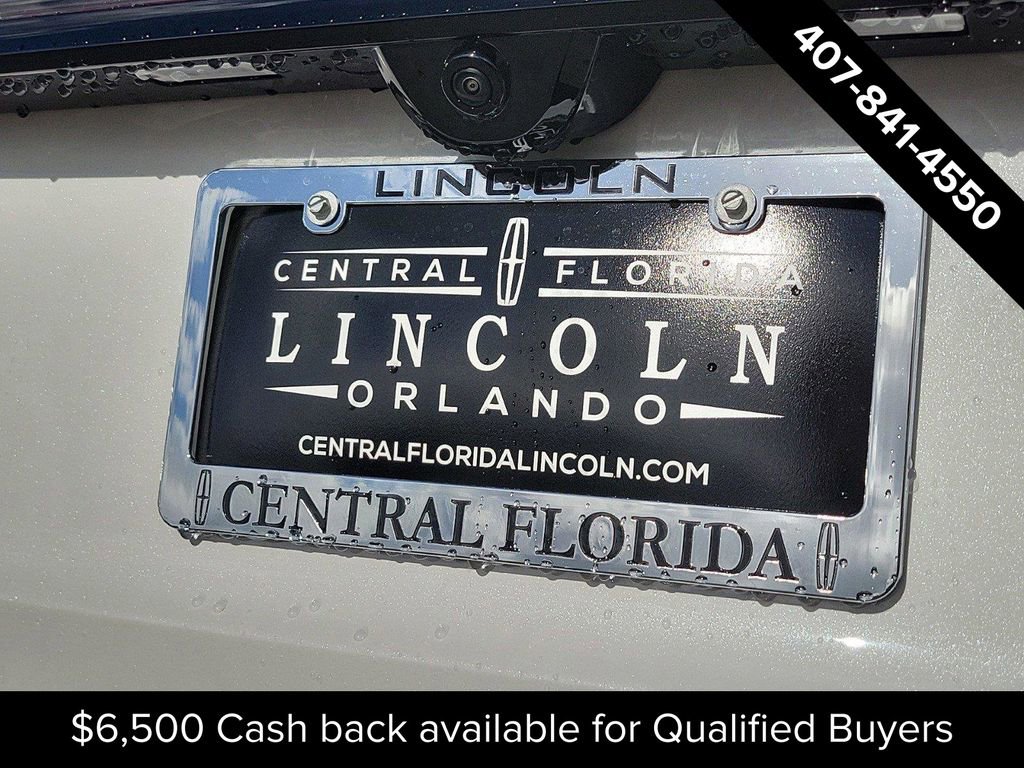 407-841-4550
LINCOLN
CENTRAL FLORIDA
LINCOLN
ORLANDO
CENTRALFLORIDALINCOLN.COM
CENTRAL FLORIDA
$6,500 Cash back available for Qualified Buyers